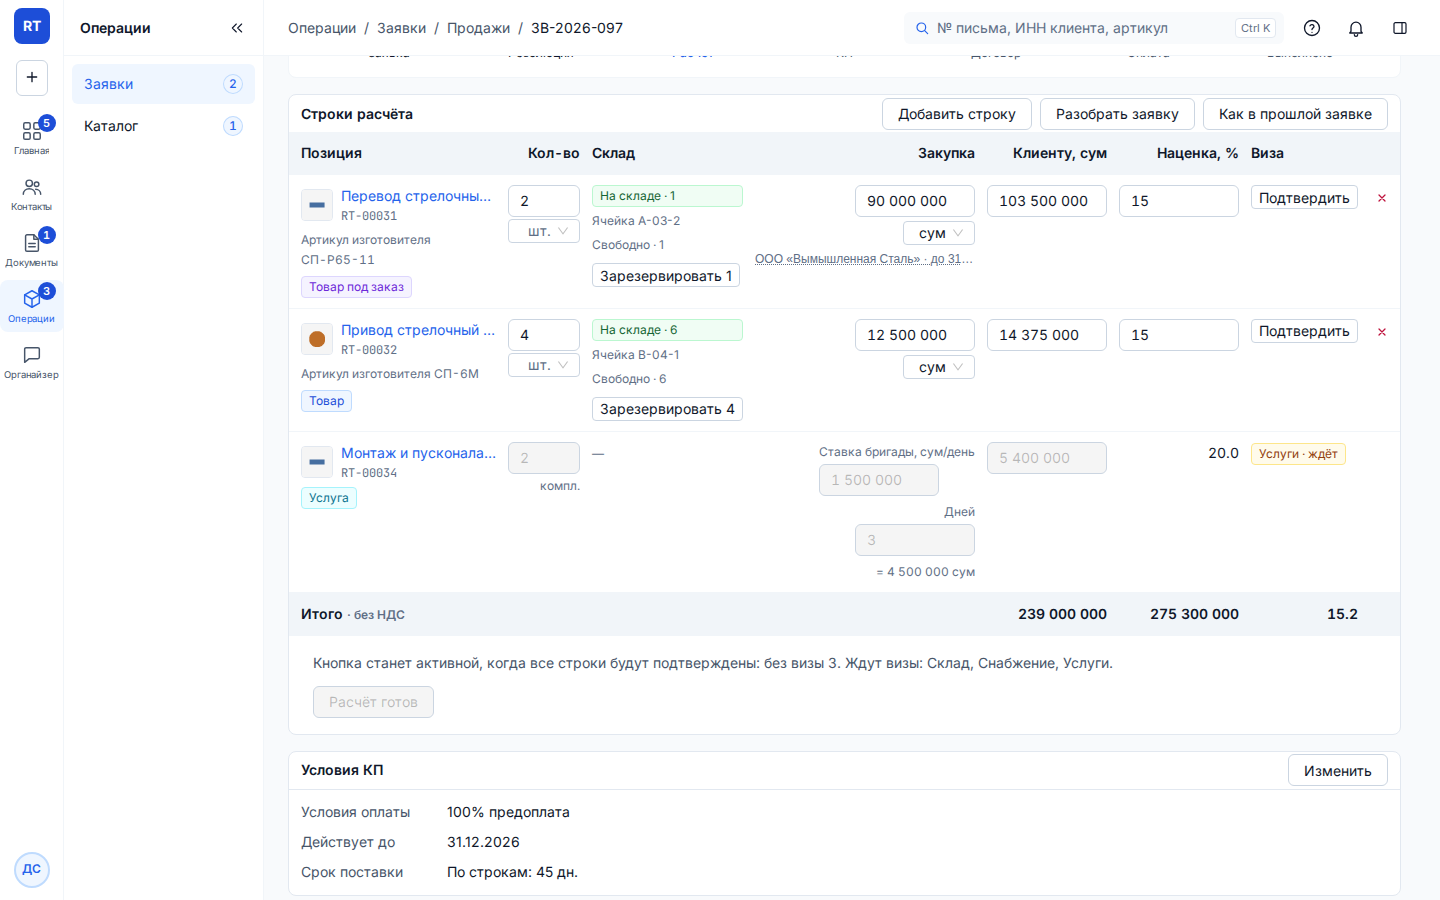 RT
Операции
Операции / Заявки / Продажи / ЗВ-2026-097
№ письма, ИНН клиента, артикул
Ctrl K
Заявки
2
Каталог
1
5
Главная
Контакты
1
Документы
3
Операции
Органайзер
ДС
Строки расчёта
Добавить строку
Разобрать заявку
Как в прошлой заявке
Позиция
Кол-во
Склад
Закупка
Клиенту, сум
Наценка, %
Виза
Перевод стрелочны...
RT-00031
Артикул изготовителя
СП-Р65-11
Товар под заказ
2
шт.
На складе · 1
Ячейка A-03-2
Свободно · 1
Зарезервировать 1
90 000 000
сум
ООО «Вымышленная Сталь» · до 31...
103 500 000
15
Подтвердить
Привод стрелочный ...
RT-00032
Артикул изготовителя СП-6М
Товар
4
шт.
На складе · 6
Ячейка B-04-1
Свободно · 6
Зарезервировать 4
12 500 000
сум
14 375 000
15
Подтвердить
Монтаж и пусконала...
RT-00034
Услуга
2
компл.
—
Ставка бригады, сум/день
1 500 000
Дней
3
= 4 500 000 сум
5 400 000
20.0
Услуги · ждёт
Итого · без НДС
239 000 000
275 300 000
15.2
Кнопка станет активной, когда все строки будут подтверждены: без визы 3. Ждут визы: Склад, Снабжение, Услуги.
Расчёт готов
Условия КП
Изменить
Условия оплаты
100% предоплата
Действует до
31.12.2026
Срок поставки
По строкам: 45 дн.